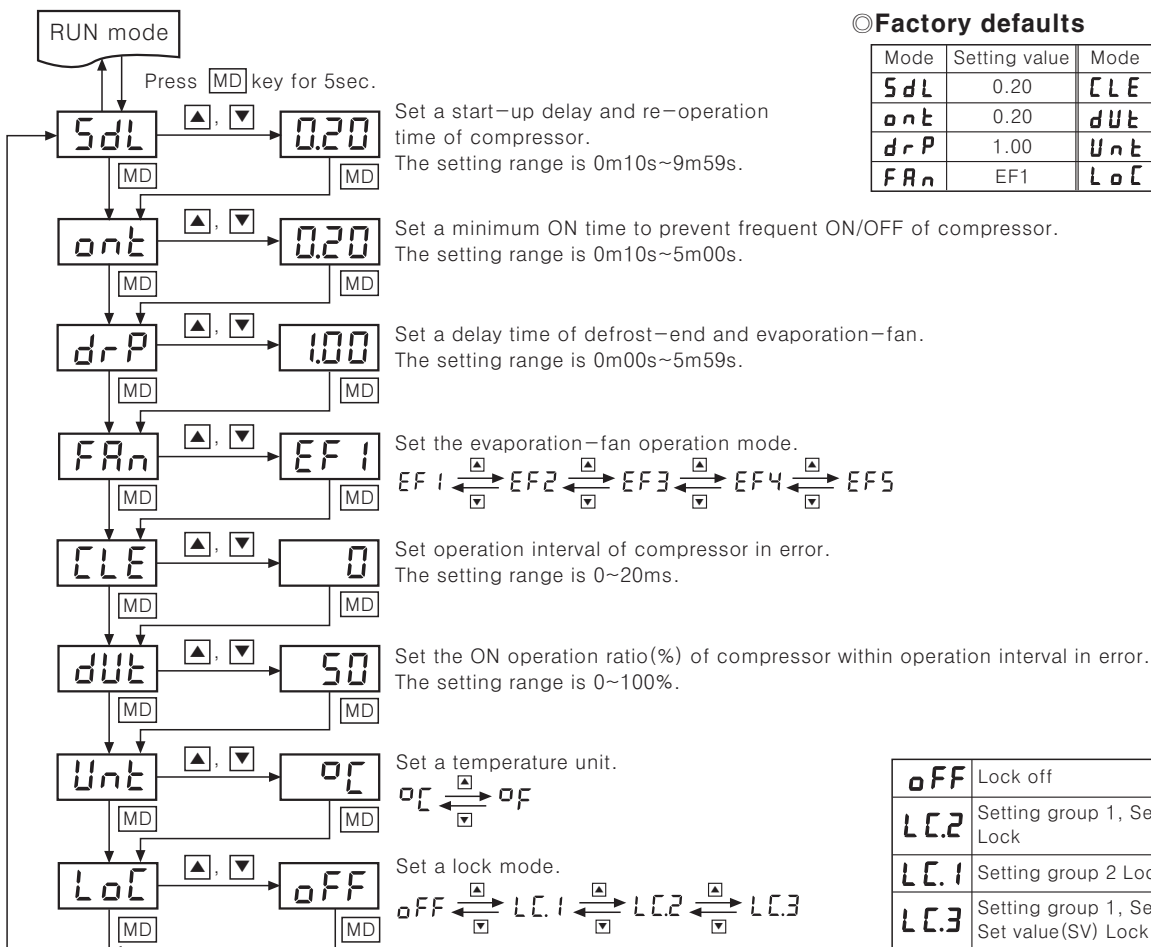 RUN mode
Press MD key for 5sec.
◎Factory defaults
Mode Setting value Mode
SdL 0.20 CLE
ont 0.20 dUt
drP 1.00 Unt
FAn EF1 LoC
SdL ▲, ▼ 0.20
MD MD
Set a start-up delay and re-operation
time of compressor.
The setting range is 0m10s~9m59s.
ont ▲, ▼ 0.20
MD MD
Set a minimum ON time to prevent frequent ON/OFF of compressor.
The setting range is 0m10s~5m00s.
drP ▲, ▼ 1.00
MD MD
Set a delay time of defrost-end and evaporation-fan.
The setting range is 0m00s~5m59s.
FAn ▲, ▼ EF1
MD MD
Set the evaporation-fan operation mode.
EF1 ▲ ▼ EF2 ▲ ▼ EF3 ▲ ▼ EF4 ▲ ▼ EF5
CLE ▲, ▼ 0
MD MD
Set operation interval of compressor in error.
The setting range is 0~20ms.
dUt ▲, ▼ 50
MD MD
Set the ON operation ratio(%) of compressor within operation interval in error.
The setting range is 0~100%.
Unt ▲, ▼ °C
MD MD
Set a temperature unit.
°C ▲ ▼ °F
LoC ▲, ▼ oFF
MD MD
Set a lock mode.
oFF ▲ ▼ LC.1 ▲ ▼ LC.2 ▲ ▼ LC.3
oFF Lock off
LC.2 Setting group 1, Se
Lock
LC.1 Setting group 2 Loc
LC.3 Setting group 1, Se
Set value(SV) Lock